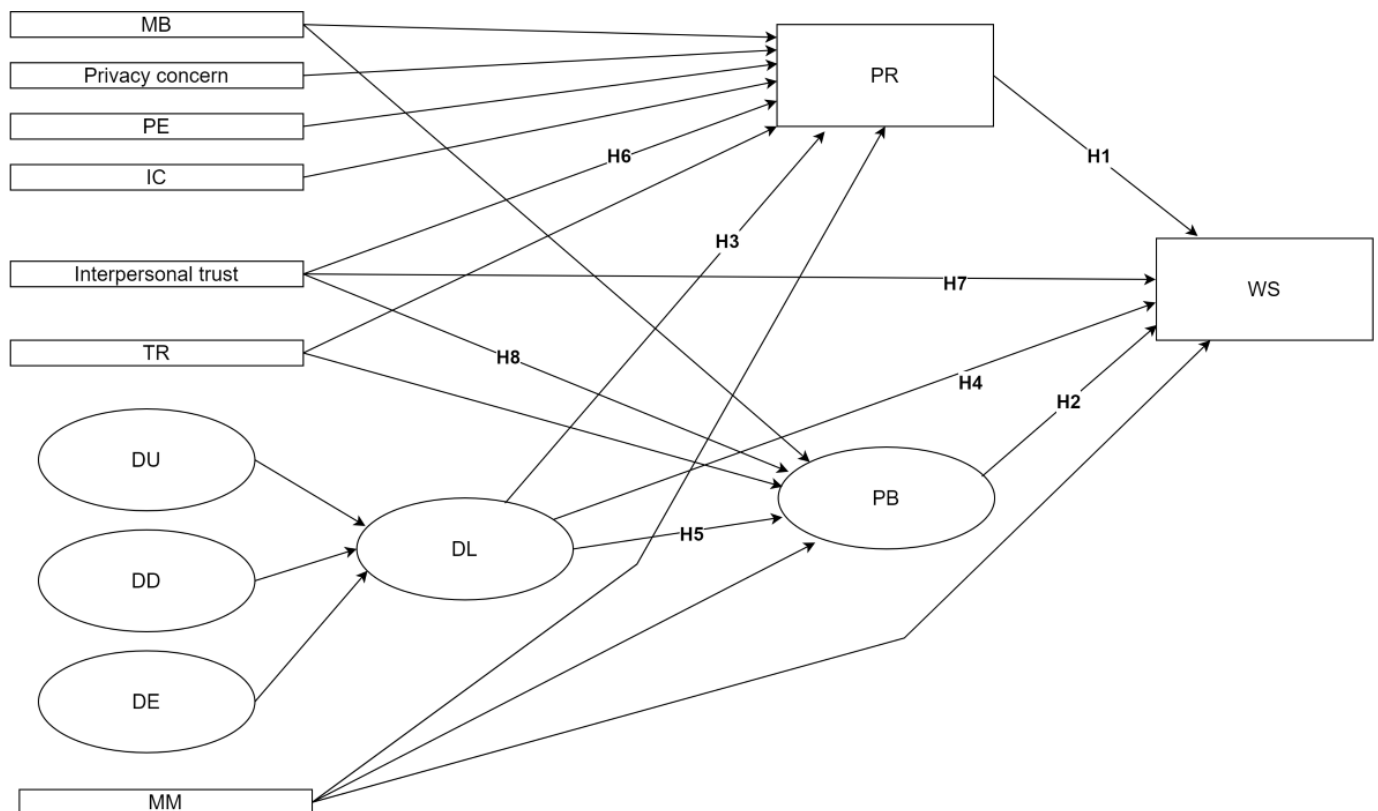 MB
Privacy concern
PE
IC
Interpersonal trust
TR
DU
DD
DE
MM
DL
PR
PB
WS
H1
H6
H3
H7
H8
H4
H2
H5